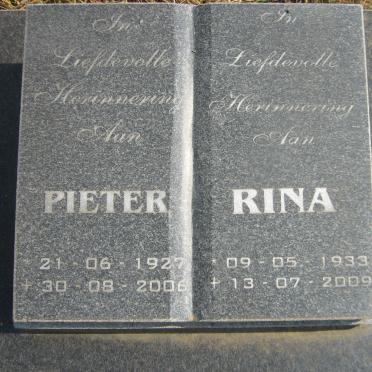 In
Liefdevolle
Herinnering
Aan
PIETER
* 21 - 06 - 1927
+ 30 - 08 - 2006
In
Liefdevolle
Herinnering
Aan
RINA
* 09 - 05 - 1933
+ 13 - 07 - 2009